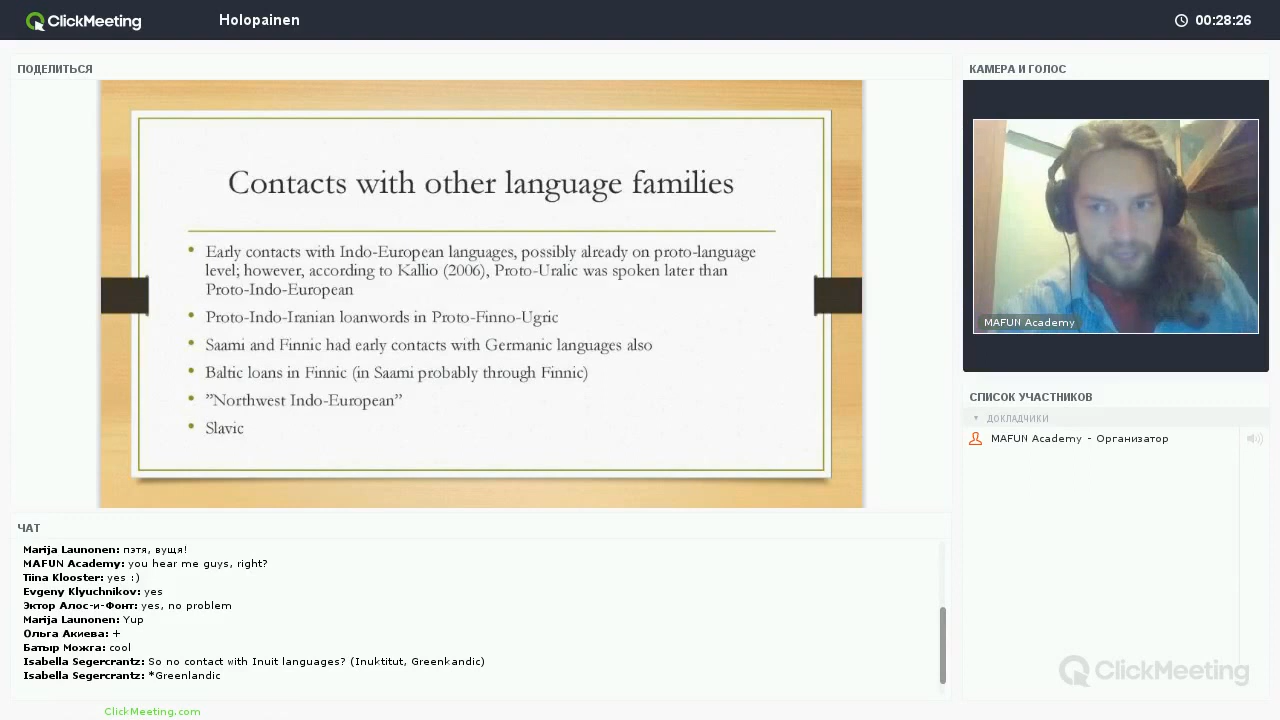 ClickMeeting
Holopainen
00:28:26
ПОДЕЛИТЬСЯ
Contacts with other language families
• Early contacts with Indo-European languages, possibly already on proto-language
level; however, according to Kallio (2006), Proto-Uralic was spoken later than
Proto-Indo-European
• Proto-Indo-Iranian loanwords in Proto-Finno-Ugric
• Saami and Finnic had early contacts with Germanic languages also
• Baltic loans in Finnic (in Saami probably through Finnic)
• ”Northwest Indo-European”
• Slavic
КАМЕРА И ГОЛОС
MAFUN Academy
СПИСОК УЧАСТНИКОВ
ДОКЛАДЧИКИ
MAFUN Academy - Организатор
ЧАТ
Marija Launonen: пэтя, вущя!
MAFUN Academy: you hear me guys, right?
Tiina Klooster: yes :)
Evgeny Klyuchnikov: yes
Эктор Алос-и-Фонт: yes, no problem
Marija Launonen: Yup
Ольга Акиева: +
Батыр Можга: cool
Isabella Segercrantz: So no contact with Inuit languages? (Inuktitut, Greenkandic)
Isabella Segercrantz: *Greenlandic
ClickMeeting
ClickMeeting.com